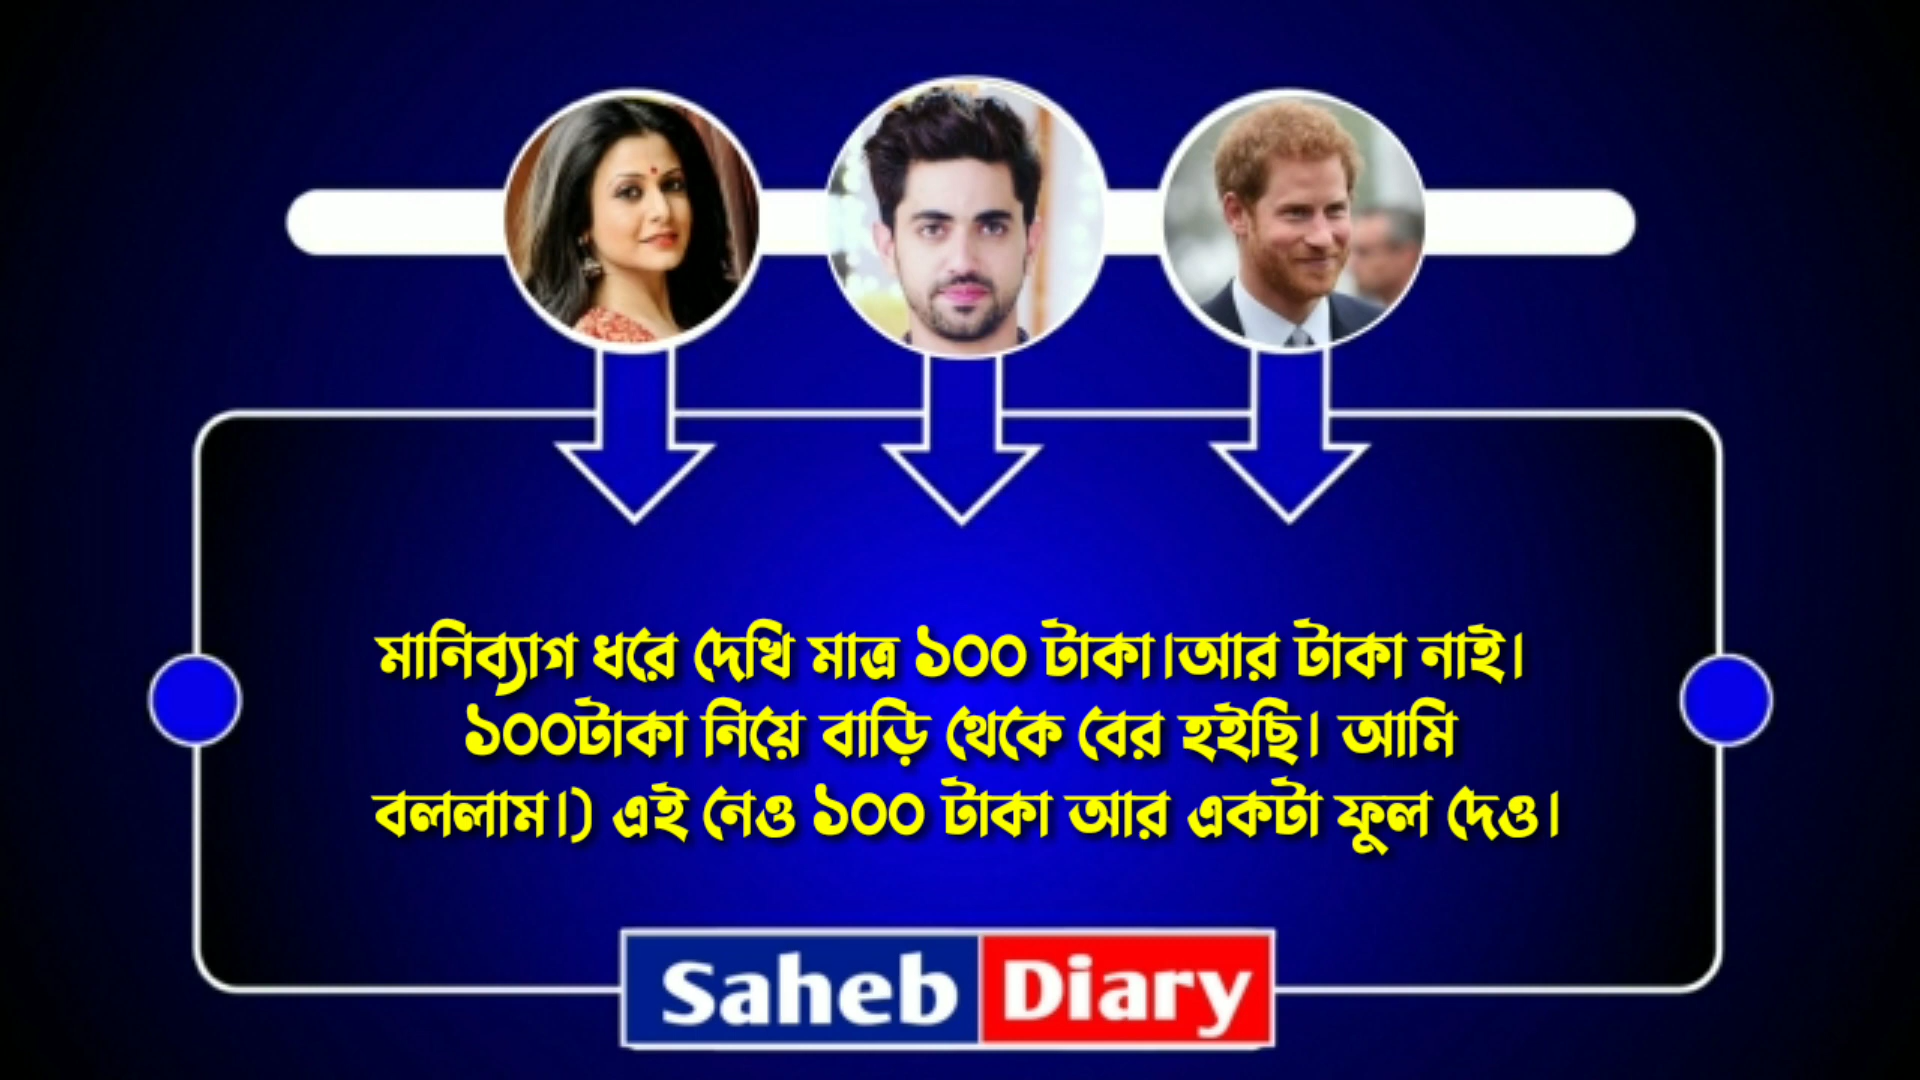 মানিব্যাগ ধরে দেখি মাত্র ১০০ টাকা।আর টাকা নাই।
১০০টাকা নিয়ে বাড়ি থেকে বের হইছি। আমি
বললাম।) এই নেও ১০০ টাকা আর একটা ফুল দেও।
Saheb Diary